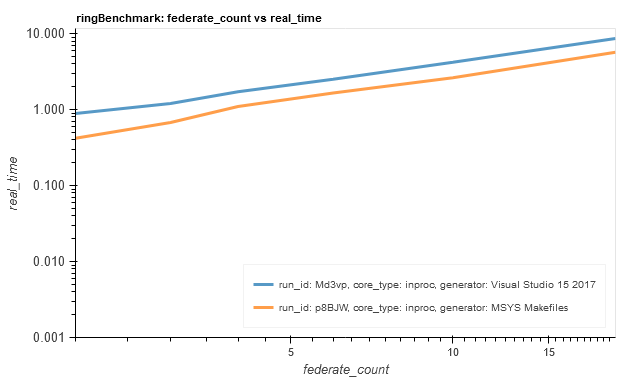 ringBenchmark: federate_count vs real_time
10.000
1.000
0.100
0.010
0.001
real_time
run_id: Md3vp, core_type: inproc, generator: Visual Studio 15 2017
run_id: p8BJW, core_type: inproc, generator: MSYS Makefiles
5
10
15
federate_count